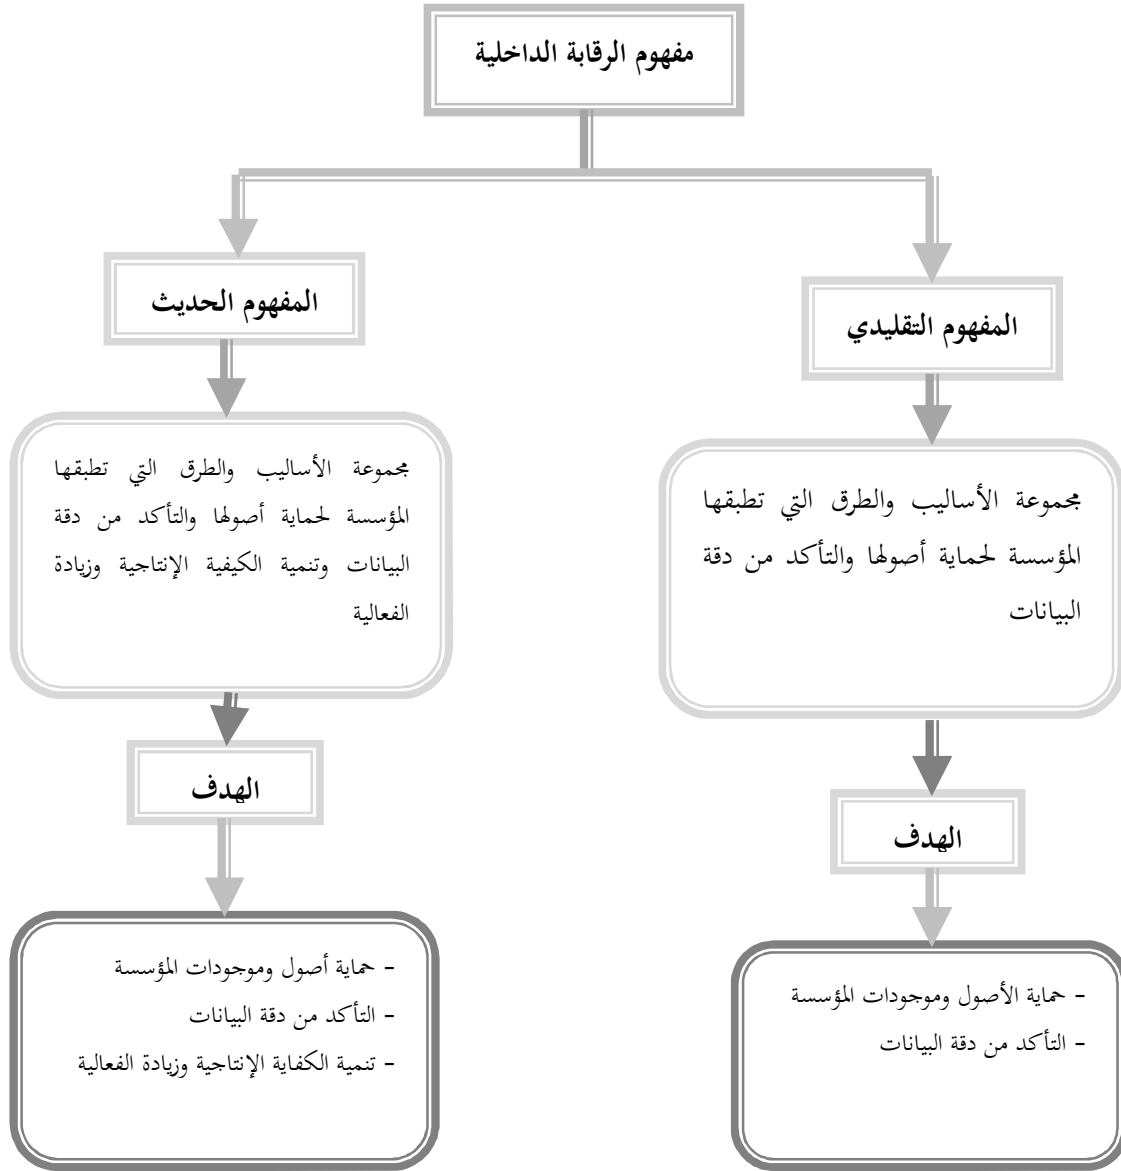 مفهوم الرقابة الداخلية
المفهوم التقليدي
مجموعة الأساليب والطرق التي تطبقها
المؤسسة لحماية أصولها والتأكد من دقة
البيانات
الهدف
- حماية الأصول وموجودات المؤسسة
- التأكد من دقة البيانات
المفهوم الحديث
مجموعة الأساليب والطرق التي تطبقها
المؤسسة لحماية أصولها والتأكد من دقة
البيانات وتنمية الكيفية الإنتاجية وزيادة
الفعالية
الهدف
- حماية أصول وموجودات المؤسسة
- التأكد من دقة البيانات
- تنمية الكفاية الإنتاجية وزيادة الفعالية